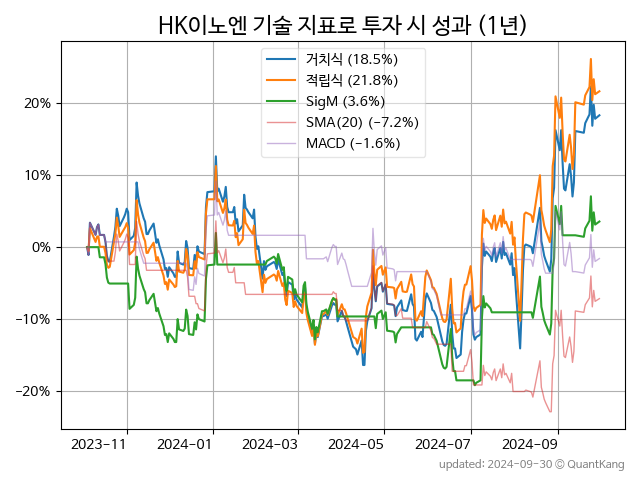 HK이노엔 기술 지표로 투자 시 성과 (1년)
거치식 (18.5%)
적립식 (21.8%)
SigM (3.6%)
SMA(20) (−7.2%)
MACD (−1.6%)
20%
10%
0%
−10%
−20%
2023-11
2024-01
2024-03
2024-05
2024-07
2024-09
updated: 2024-09-30 © QuantKang